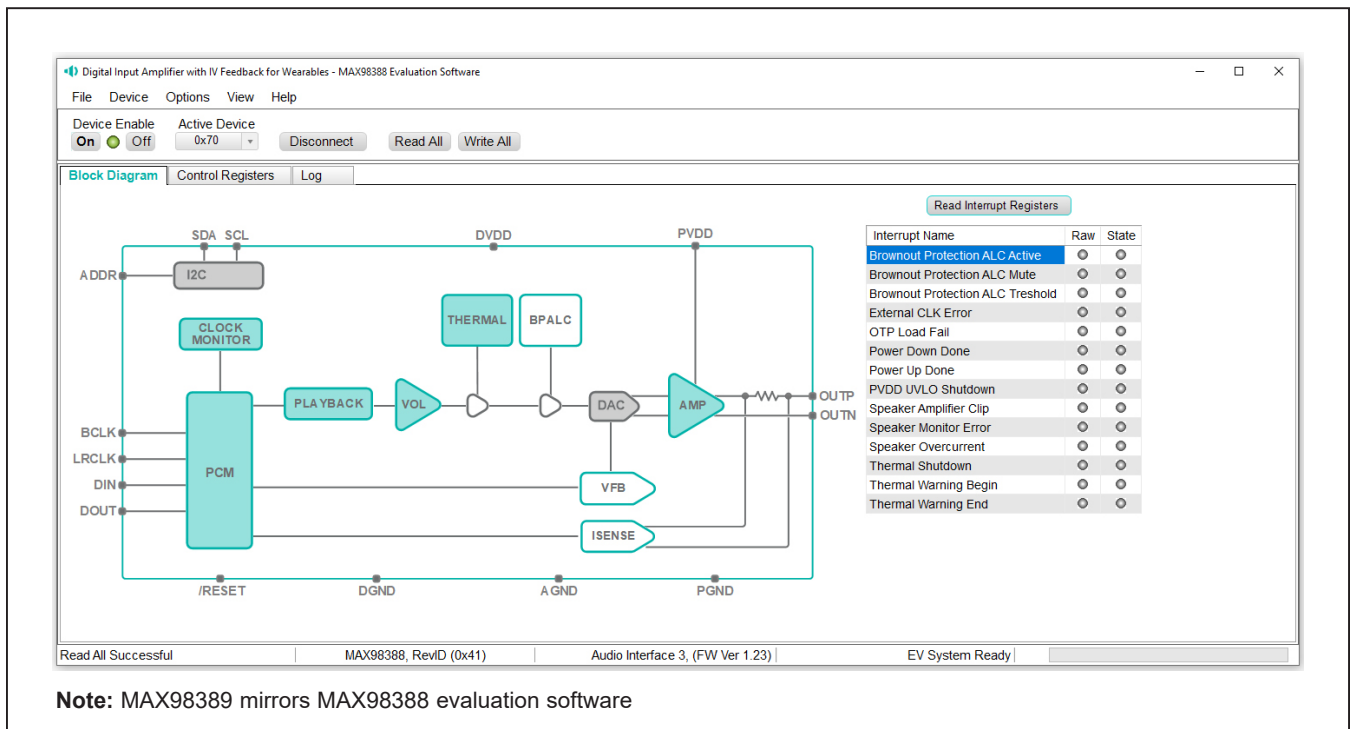 Digital Input Amplifier with IV Feedback for Wearables - MAX98388 Evaluation Software
File Device Options View Help
Device Enable Active Device
On Off 0x70 Disconnect Read All Write All
Block Diagram Control Registers Log
Read Interrupt Registers
SDA SCL DVDD PVDD
ADDR I2C
CLOCK
MONITOR
THERMAL BPALC
PLAYBACK VOL DAC AMP OUTP
OUTN
BCLK
LRCLK
PCM
DIN
VFB
DOUT
ISENSE
/RESET DGND AGND PGND
Interrupt Name Raw State
Brownout Protection ALC Active
Brownout Protection ALC Mute
Brownout Protection ALC Treshold
External CLK Error
OTP Load Fail
Power Down Done
Power Up Done
PVDD UVLO Shutdown
Speaker Amplifier Clip
Speaker Monitor Error
Speaker Overcurrent
Thermal Shutdown
Thermal Warning Begin
Thermal Warning End
Read All Successful MAX98388, RevID (0x41) Audio Interface 3, (FW Ver 1.23) EV System Ready
Note: MAX98389 mirrors MAX98388 evaluation software